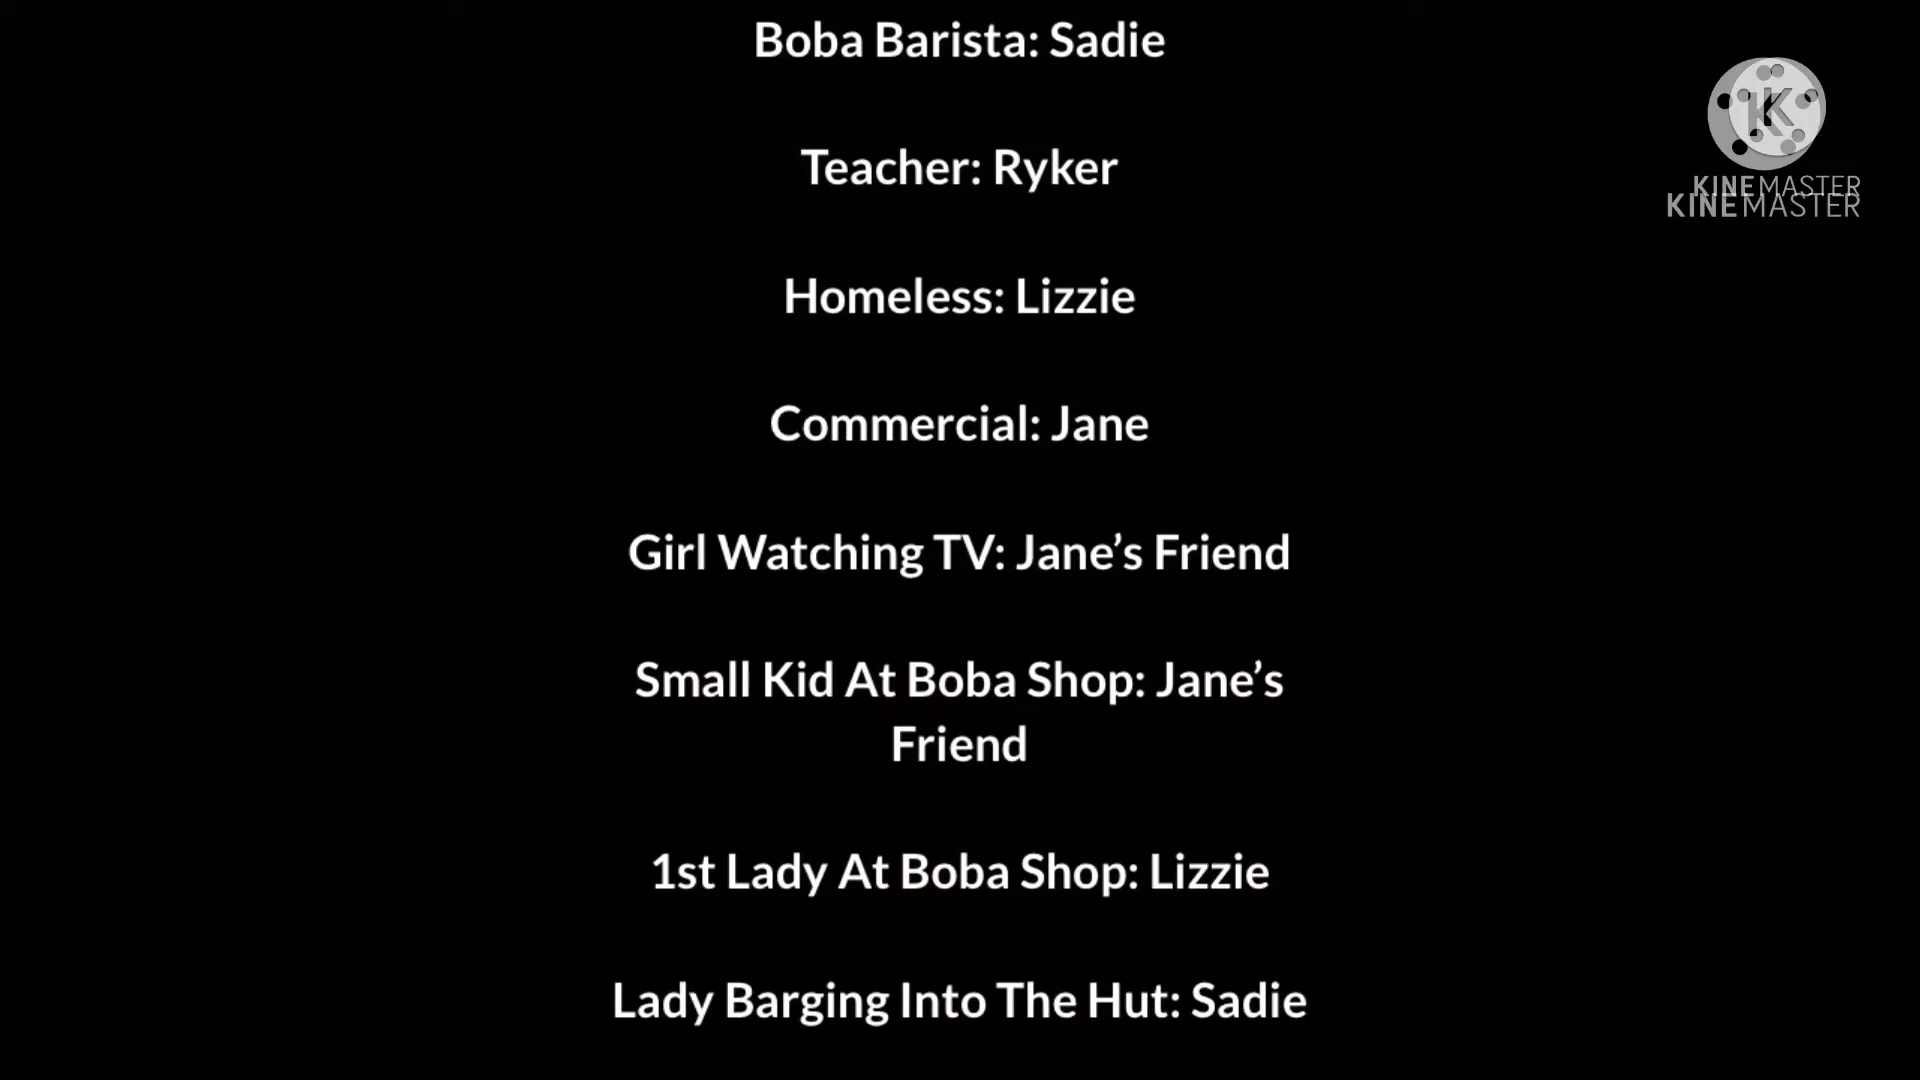 Boba Barista: Sadie
Teacher: Ryker
Homeless: Lizzie
Commercial: Jane
Girl Watching TV: Jane’s Friend
Small Kid At Boba Shop: Jane’s
Friend
1st Lady At Boba Shop: Lizzie
Lady Barging Into The Hut: Sadie
K
K
KINEMASTER
KINEMASTER